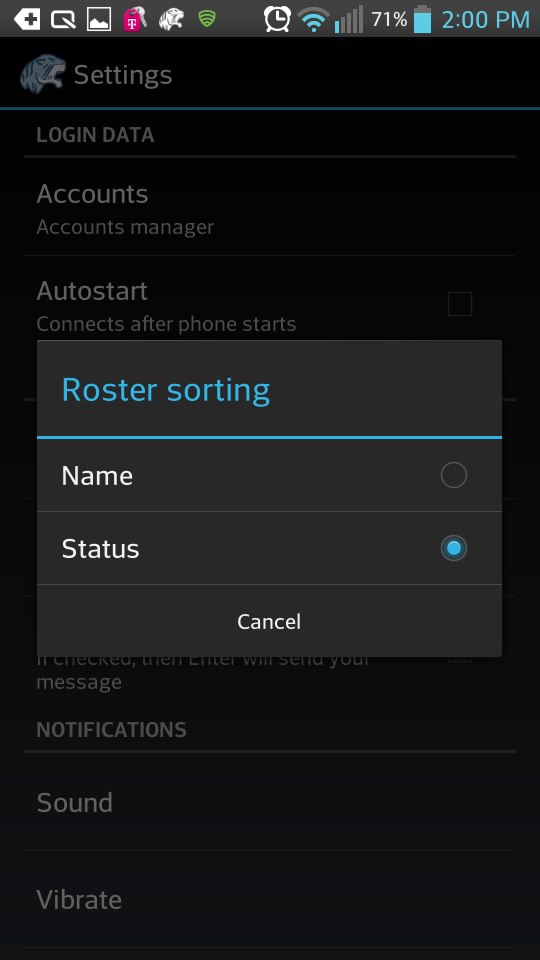 71% 2:00 PM
Settings
LOGIN DATA
Accounts
Accounts manager
Autostart
Connects after phone starts
Roster sorting
Name
Status
Cancel
If checked, then Enter will send your
message
NOTIFICATIONS
Sound
Vibrate